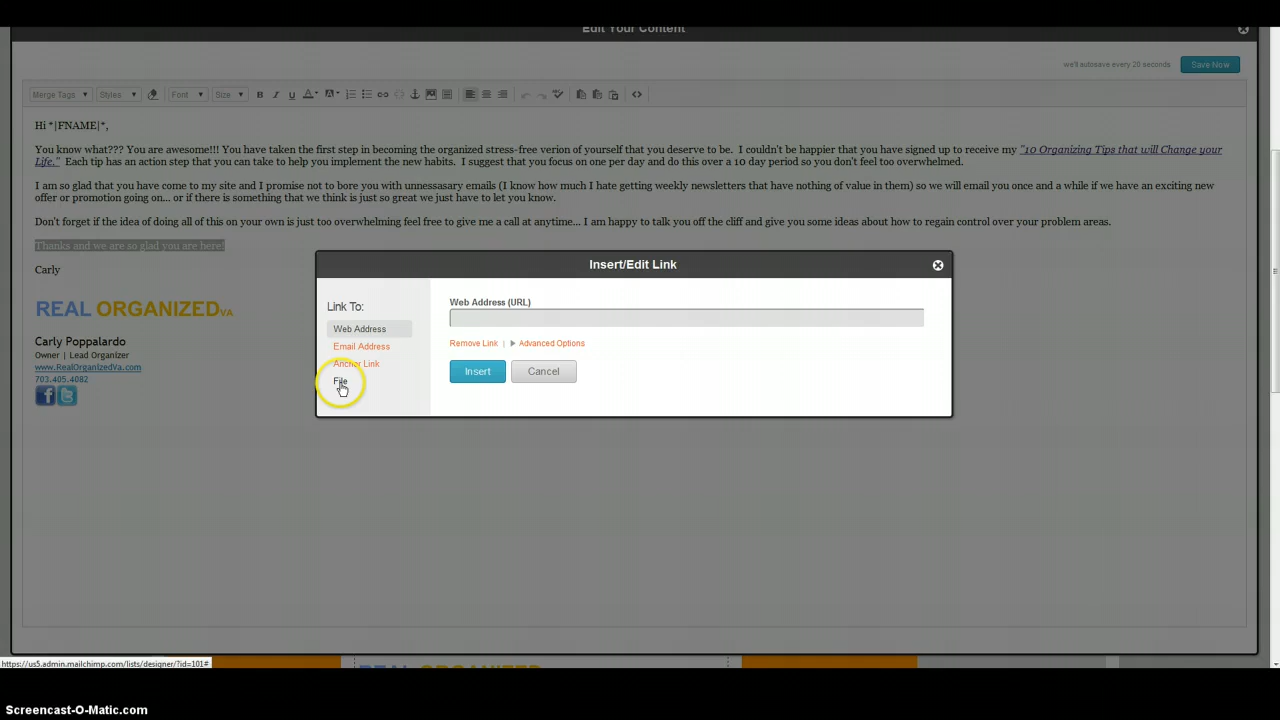 Edit Your Content
we'll autosave every 20 seconds
Save Now
Merge Tags
Styles
Font
Size
B
I
U
A
A
Hi *|FNAME|*,
You know what??? You are awesome!!! You have taken the first step in becoming the organized stress-free verion of yourself that you deserve to be. I couldn't be happier that you have signed up to receive my "10 Organizing Tips that will Change your
Life." Each tip has an action step that you can take to help you implement the new habits. I suggest that you focus on one per day and do this over a 10 day period so you don't feel too overwhelmed.
I am so glad that you have come to my site and I promise not to bore you with unnessasary emails (I know how much I hate getting weekly newsletters that have nothing of value in them) so we will email you once and a while if we have an exciting new
offer or promotion going on... or if there is something that we think is just so great we just have to let you know.
Don't forget if the idea of doing all of this on your own is just too overwhelming feel free to give me a call at anytime... I am happy to talk you off the cliff and give you some ideas about how to regain control over your problem areas.
Thanks and we are so glad you are here!
Carly
REAL ORGANIZEDVA
Carly Poppalardo
Owner | Lead Organizer
www.RealOrganizedVa.com
703.405.4082
Insert/Edit Link
Link To:
Web Address
Email Address
Anchor Link
File
Web Address (URL)
Remove Link | Advanced Options
Insert
Cancel
https://us5.admin.mailchimp.com/lists/designer/?id=101#
REAL ORGANIZED
Screencast-O-Matic.com